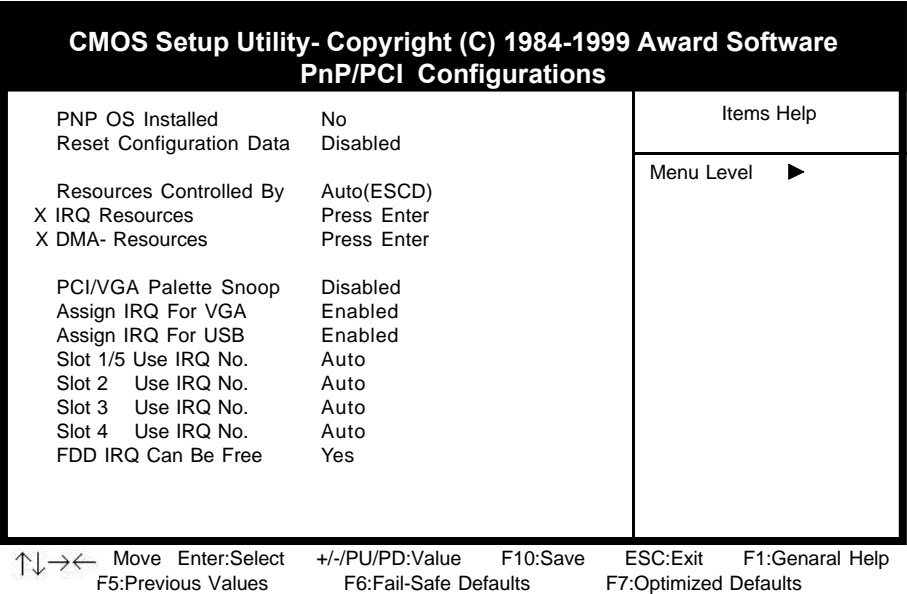 CMOS Setup Utility- Copyright (C) 1984-1999 Award Software
PnP/PCI Configurations
PNP OS Installed No
Reset Configuration Data Disabled
Resources Controlled By Auto(ESCD)
X IRQ Resources Press Enter
X DMA- Resources Press Enter
PCI/VGA Palette Snoop Disabled
Assign IRQ For VGA Enabled
Assign IRQ For USB Enabled
Slot 1/5 Use IRQ No. Auto
Slot 2 Use IRQ No. Auto
Slot 3 Use IRQ No. Auto
Slot 4 Use IRQ No. Auto
FDD IRQ Can Be Free Yes
Items Help
Menu Level ►
↑↓→← Move Enter:Select +/-/PU/PD:Value F10:Save ESC:Exit F1:Genaral Help
F5:Previous Values F6:Fail-Safe Defaults F7:Optimized Defaults